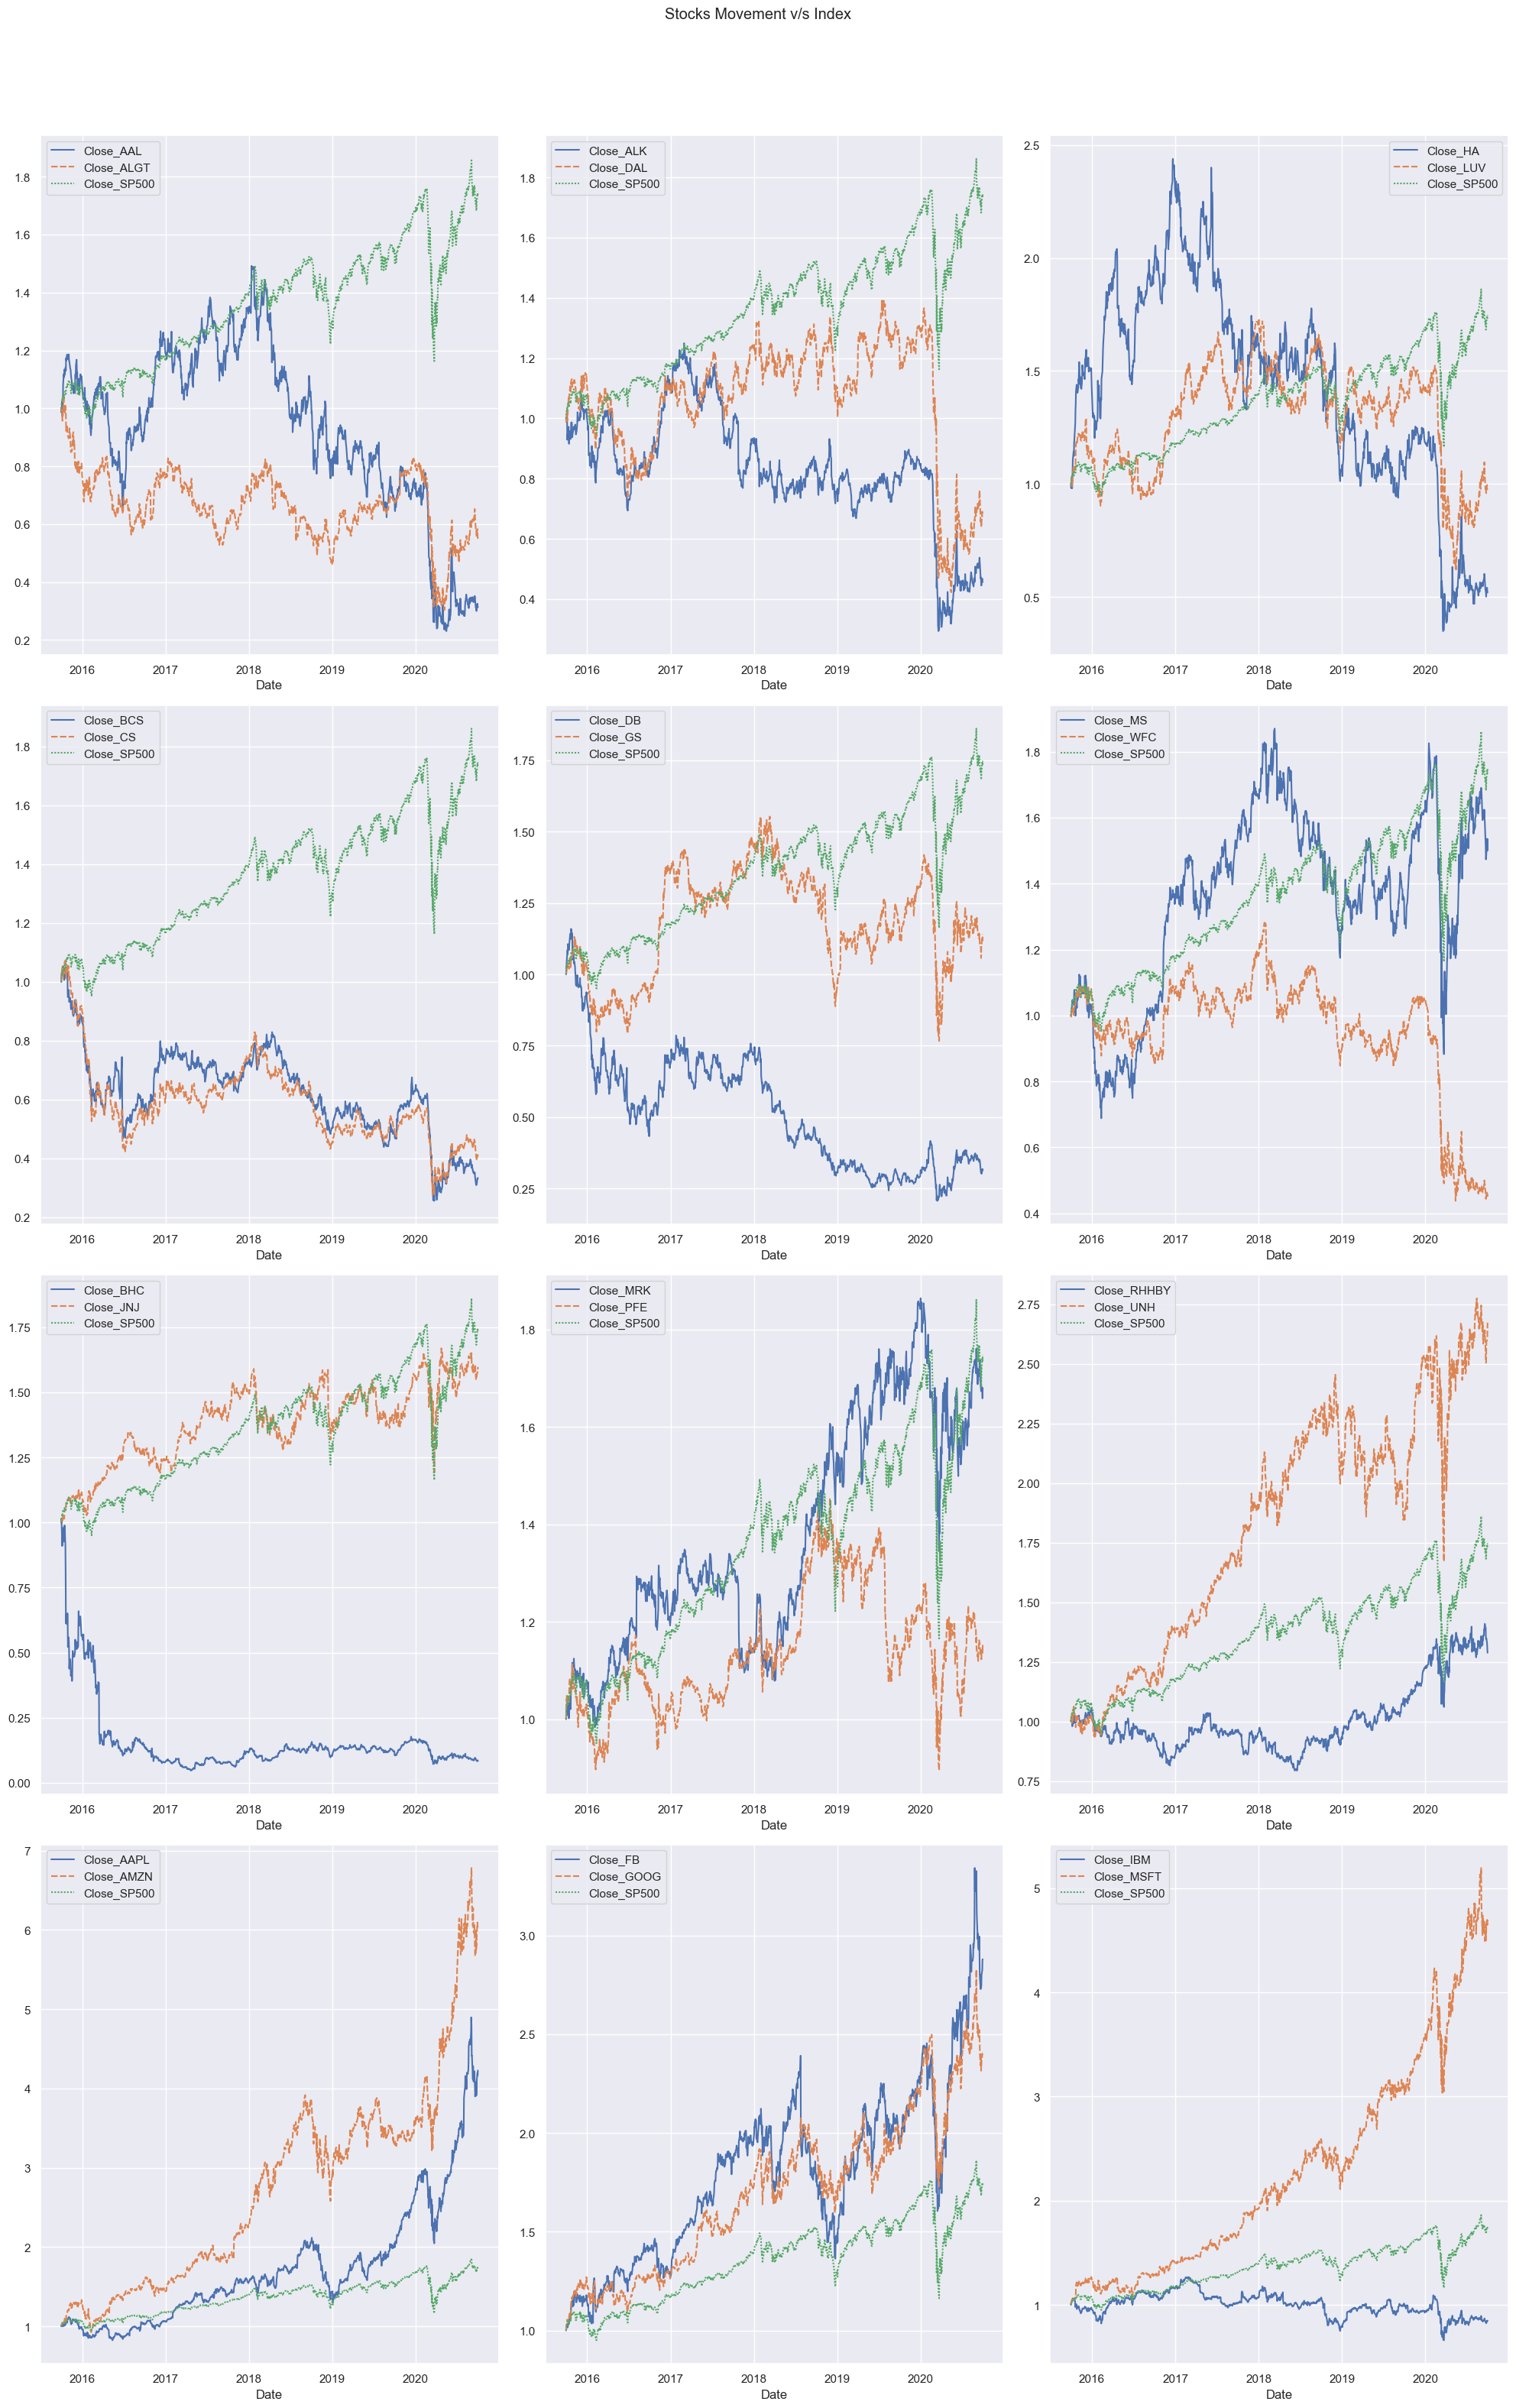 Stocks Movement v/s Index
Close_AAL
Close_ALGT
Close_SP500
1.8
1.6
1.4
1.2
1.0
0.8
0.6
0.4
0.2
2016 2017 2018 2019 2020
Date
Close_ALK
Close_DAL
Close_SP500
1.8
1.6
1.4
1.2
1.0
0.8
0.6
0.4
2016 2017 2018 2019 2020
Date
Close_HA
Close_LUV
Close_SP500
2.5
2.0
1.5
1.0
0.5
2016 2017 2018 2019 2020
Date
Close_BCS
Close_CS
Close_SP500
1.8
1.6
1.4
1.2
1.0
0.8
0.6
0.4
0.2
2016 2017 2018 2019 2020
Date
Close_DB
Close_GS
Close_SP500
1.75
1.50
1.25
1.00
0.75
0.50
0.25
2016 2017 2018 2019 2020
Date
Close_MS
Close_WFC
Close_SP500
1.8
1.6
1.4
1.2
1.0
0.8
0.6
0.4
2016 2017 2018 2019 2020
Date
Close_BHC
Close_JNJ
Close_SP500
1.75
1.50
1.25
1.00
0.75
0.50
0.25
0.00
2016 2017 2018 2019 2020
Date
Close_MRK
Close_PFE
Close_SP500
1.8
1.6
1.4
1.2
1.0
2016 2017 2018 2019 2020
Date
Close_RHHBY
Close_UNH
Close_SP500
2.75
2.50
2.25
2.00
1.75
1.50
1.25
1.00
0.75
2016 2017 2018 2019 2020
Date
Close_AAPL
Close_AMZN
Close_SP500
7
6
5
4
3
2
1
2016 2017 2018 2019 2020
Date
Close_FB
Close_GOOG
Close_SP500
3.0
2.5
2.0
1.5
1.0
2016 2017 2018 2019 2020
Date
Close_IBM
Close_MSFT
Close_SP500
5
4
3
2
1
2016 2017 2018 2019 2020
Date